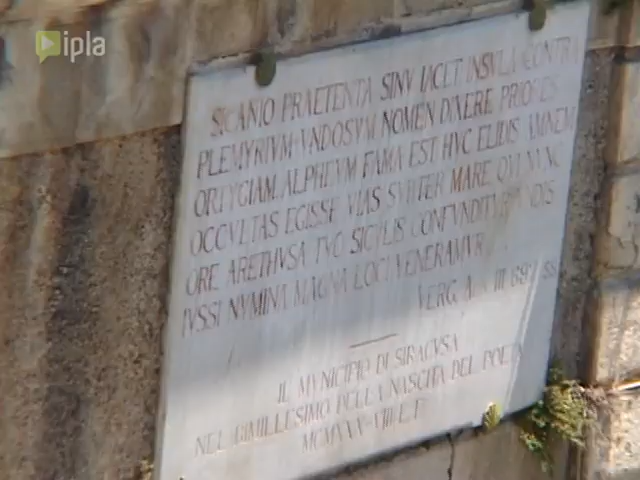 ipla
SICANIO PRAETENTA SINV IACET INSVLA CONTRA
PLEMYRIVM VNDOSVM NOMEN DIXERE PRIORES
ORTYGIAM. ALPHEVM FAMA EST HVC ELIDIS AMNEM
OCCVLTAS EGISSE VIAS SVBTER MARE QVI NVNC
ORE ARETHVSA TVO SICVLIS CONFVNDITVR VNDIS
IVSSI NVMINA MAGNA LOCI VENERAMVR
VERG. III SS
IL MVNICIPIO DI SIRACVSA
NEL BIMILLESIMO DELLA NASCITA DEL POETA